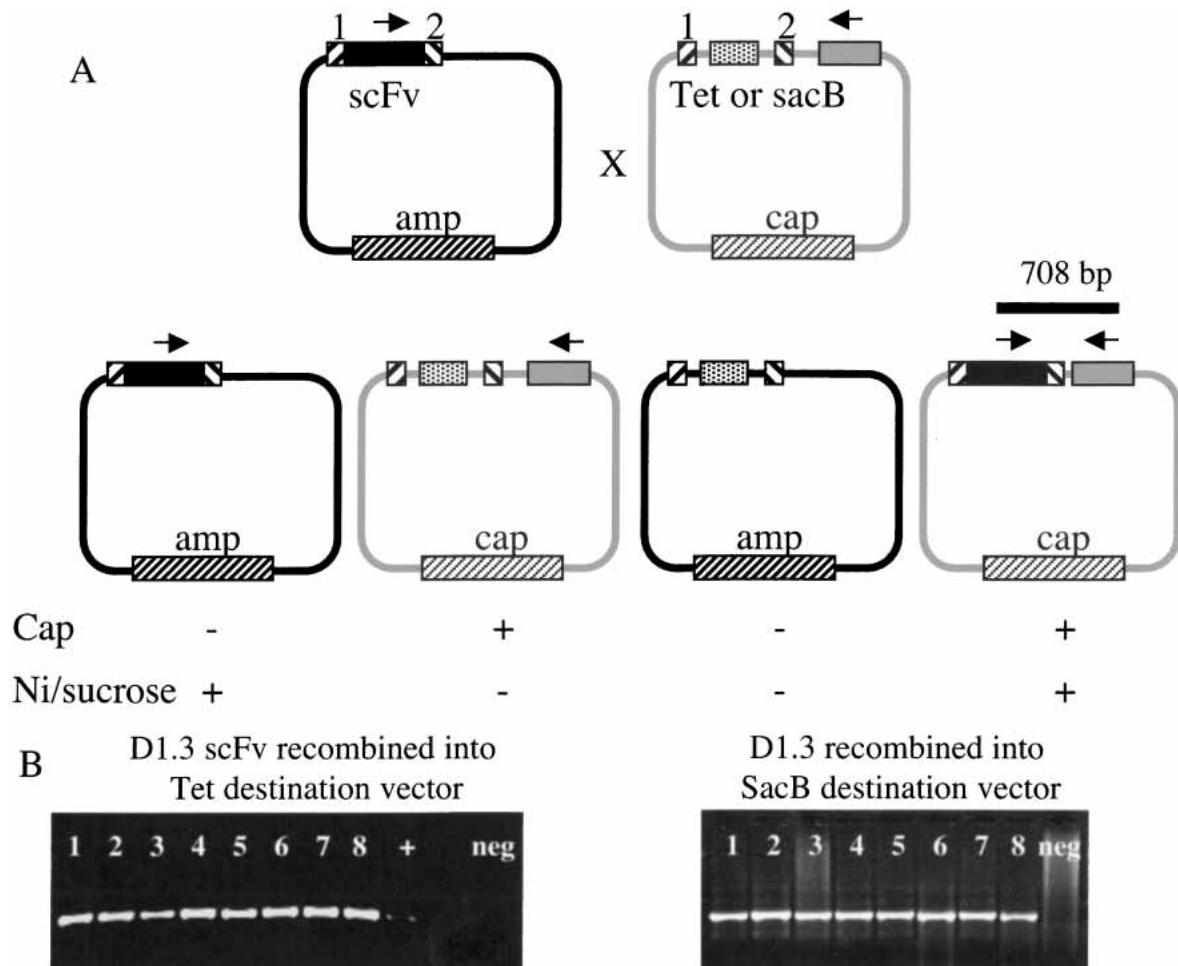 A
1 2
scFv
amp
X
1 2
Tet or sacB
cap
708 bp
amp
cap
amp
cap
Cap - + - +
Ni/sucrose + - - +
B
D1.3 scFv recombined into
Tet destination vector
1 2 3 4 5 6 7 8 + neg
D1.3 recombined into
SacB destination vector
1 2 3 4 5 6 7 8 neg